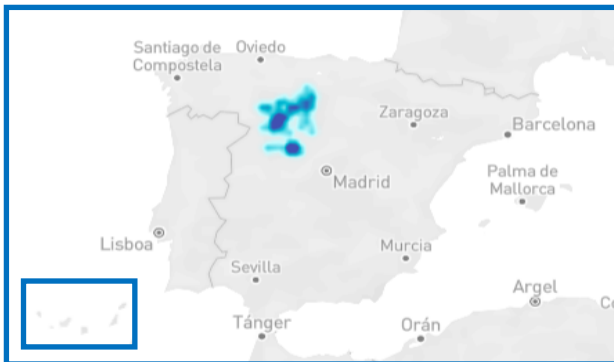 Santiago de
Compostela
Oviedo
Zaragoza
Barcelona
Palma de
Mallorca
Madrid
Lisboa
Murcia
Sevilla
Argel
Tánger
Orán